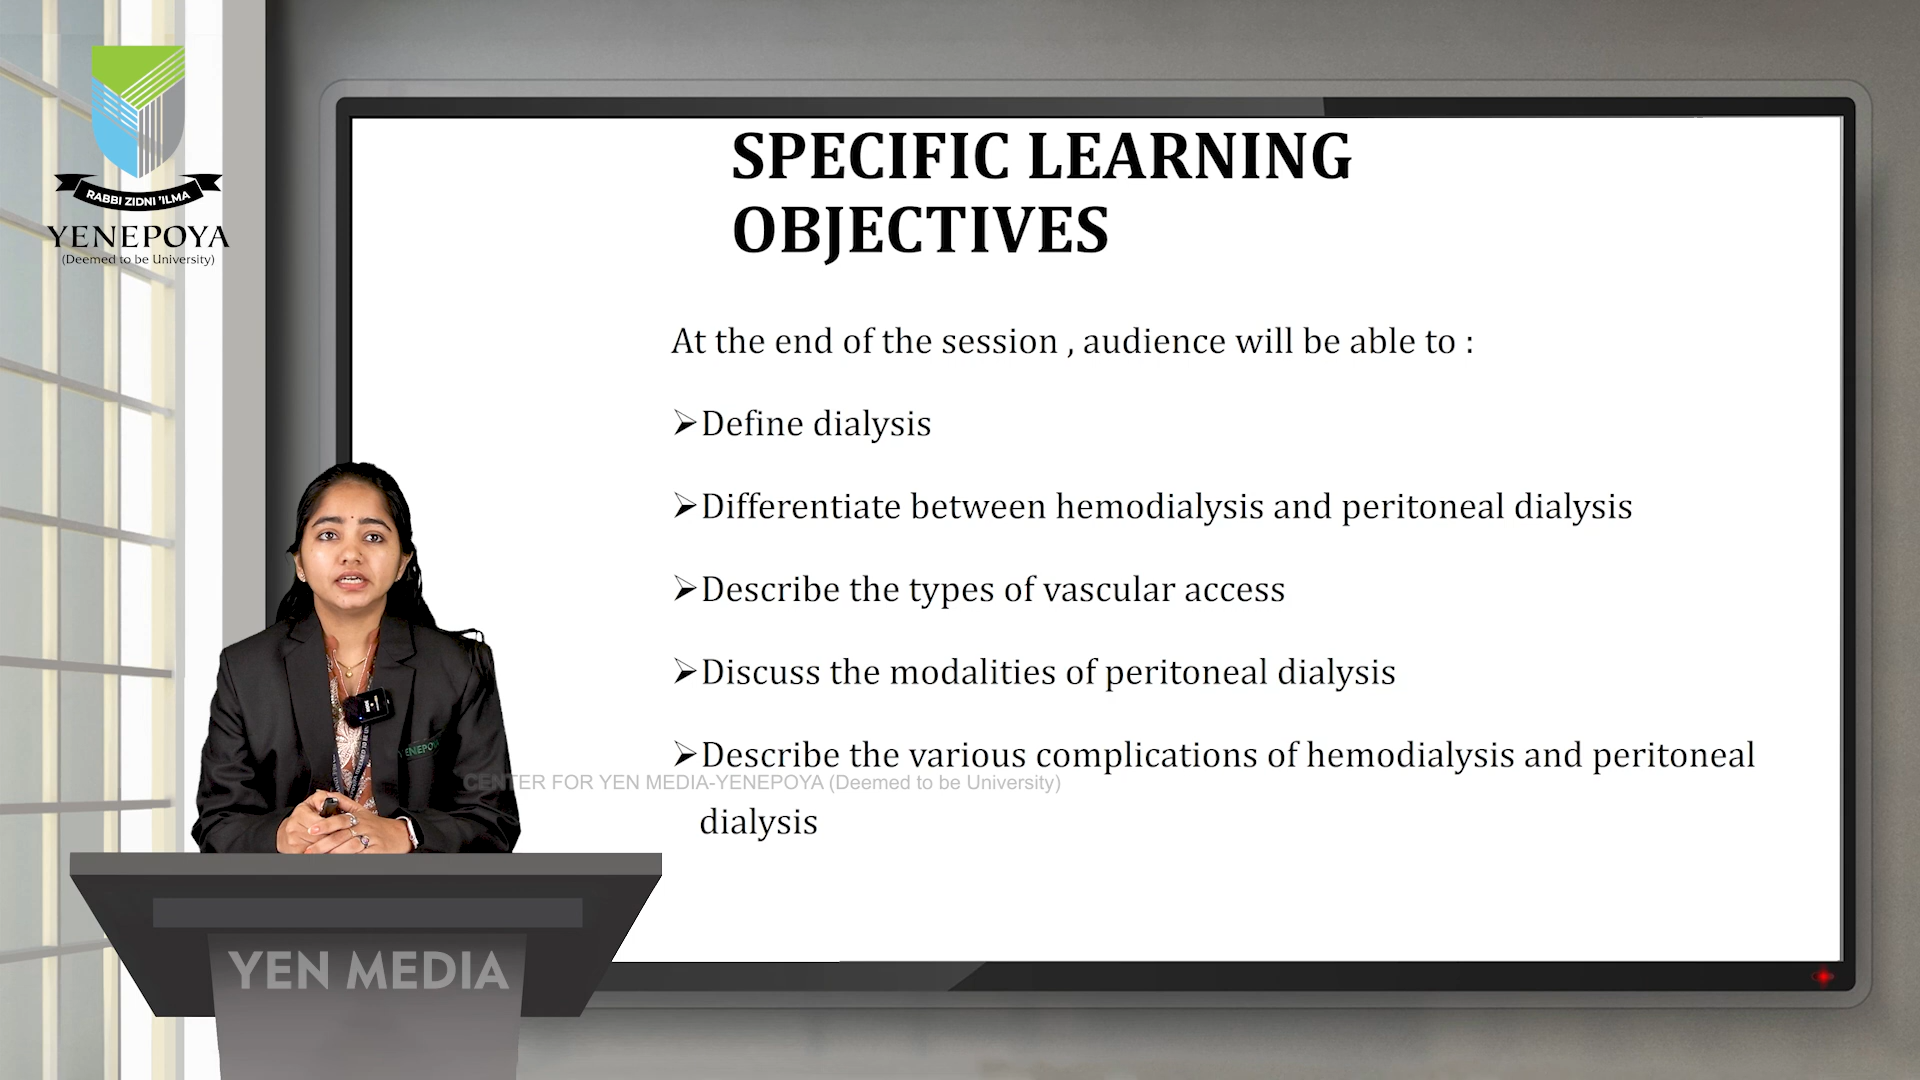 RABBI ZIDNI 'ILMA
YENEPOYA
(Deemed to be University)
SPECIFIC LEARNING
OBJECTIVES
At the end of the session , audience will be able to :
➢Define dialysis
➢Differentiate between hemodialysis and peritoneal dialysis
➢Describe the types of vascular access
➢Discuss the modalities of peritoneal dialysis
➢Describe the various complications of hemodialysis and peritoneal
dialysis
CENTER FOR YEN MEDIA-YENEPOYA (Deemed to be University)
YENEPOYA
YEN MEDIA